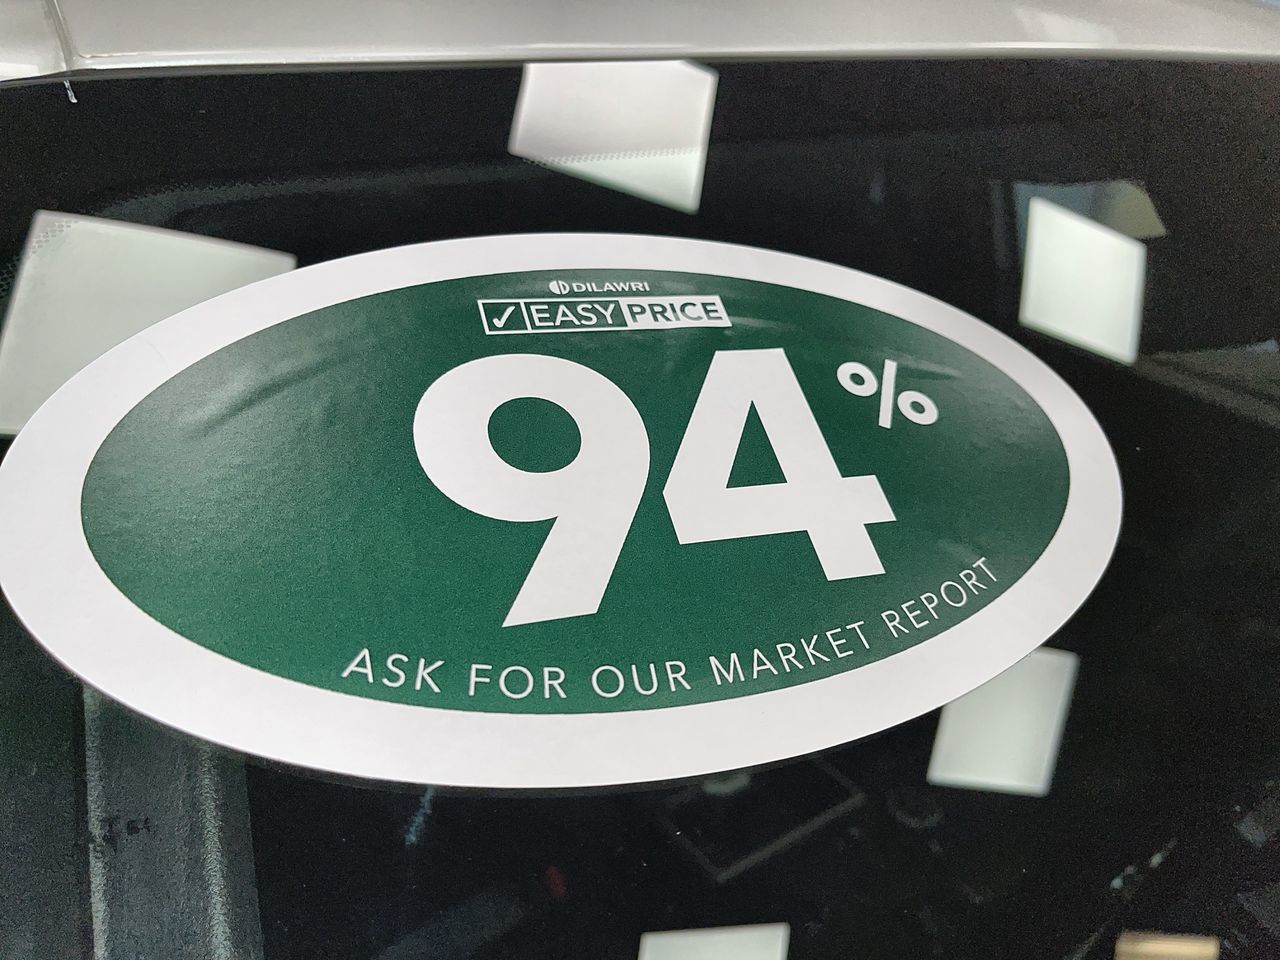 DILAWRI
✓ EASY PRICE
94%
ASK FOR OUR MARKET REPORT